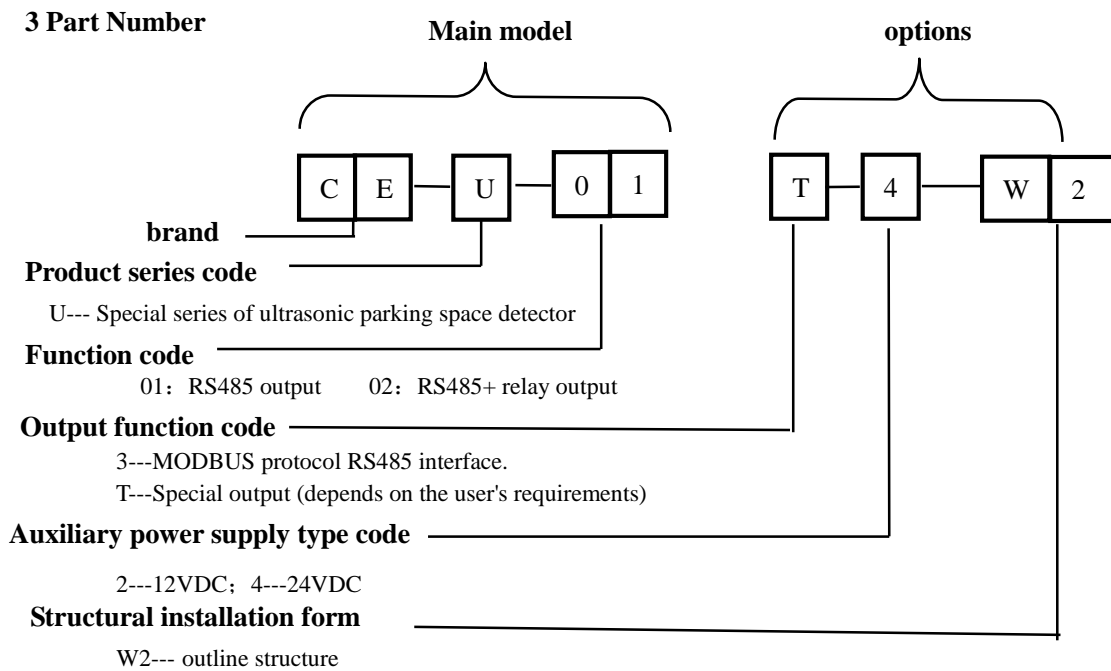 3 Part Number
Main model
options
C E U 0 1 T 4 W 2
brand
Product series code
U--- Special series of ultrasonic parking space detector
Function code
01：RS485 output 02：RS485+ relay output
Output function code
3---MODBUS protocol RS485 interface.
T---Special output (depends on the user's requirements)
Auxiliary power supply type code
2---12VDC；4---24VDC
Structural installation form
W2--- outline structure